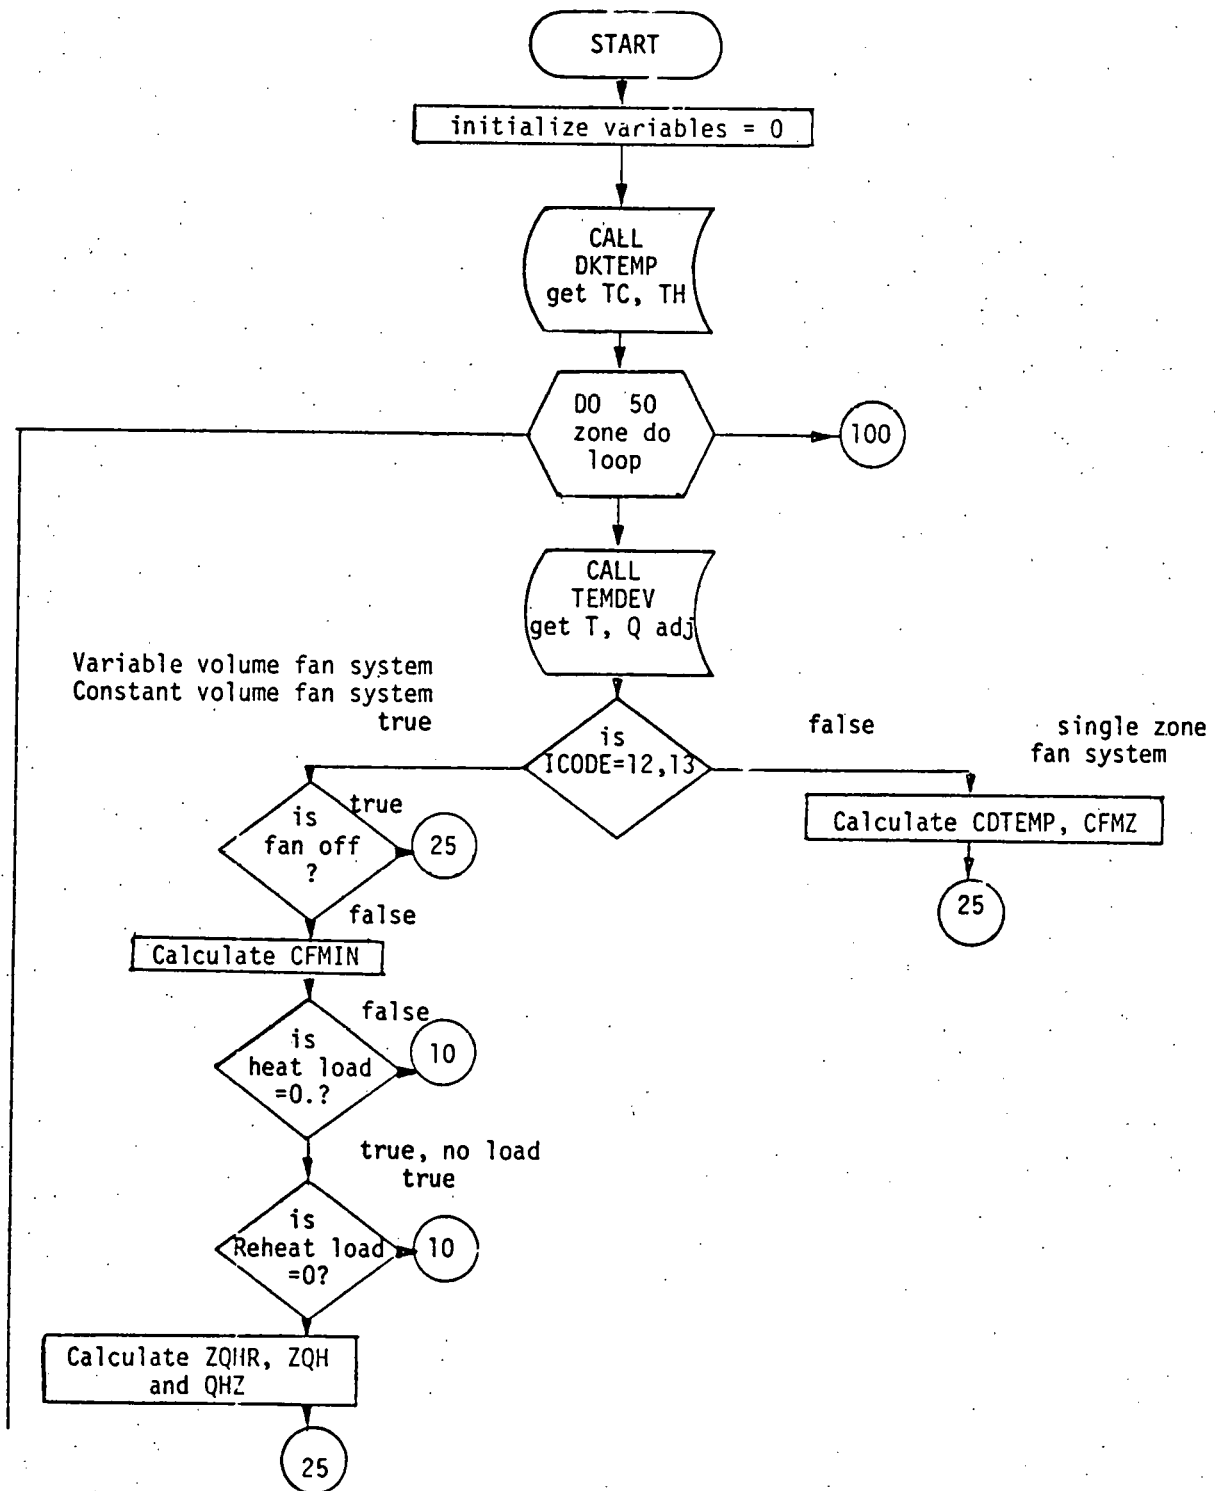 START
initialize variables = 0
CALL
DKTEMP
get TC, TH
DO 50
zone do
loop
100
CALL
TEMDEV
get T, Q adj
Variable volume fan system
Constant volume fan system
true
is
ICODE=12,13
false
single zone
fan system
Calculate CDTEMP, CFMZ
25
true
is
fan off
?
25
false
Calculate CFMIN
false
is
heat load
=0.?
10
true, no load
true
is
Reheat load
=0?
10
Calculate ZQHR, ZQH
and QHZ
25